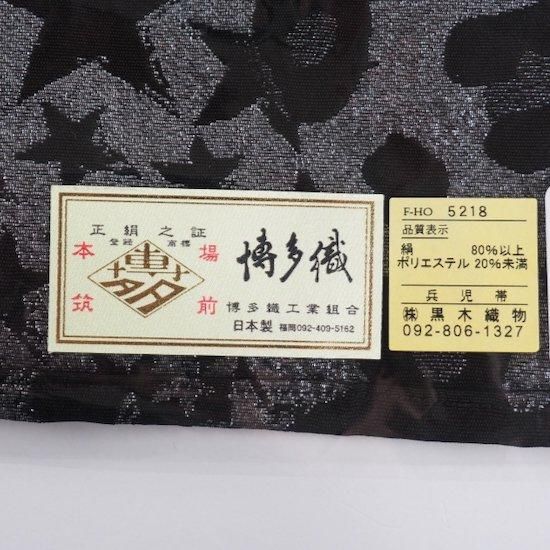 正絹之証
登録 商標
本場
筑前
博多
博多織
博多織工業組合
日本製 福岡092-409-5162
F-HO 5218
品質表示
絹 80%以上
ポリエステル 20%未満
兵児帯
㈱黒木織物
092-806-1327